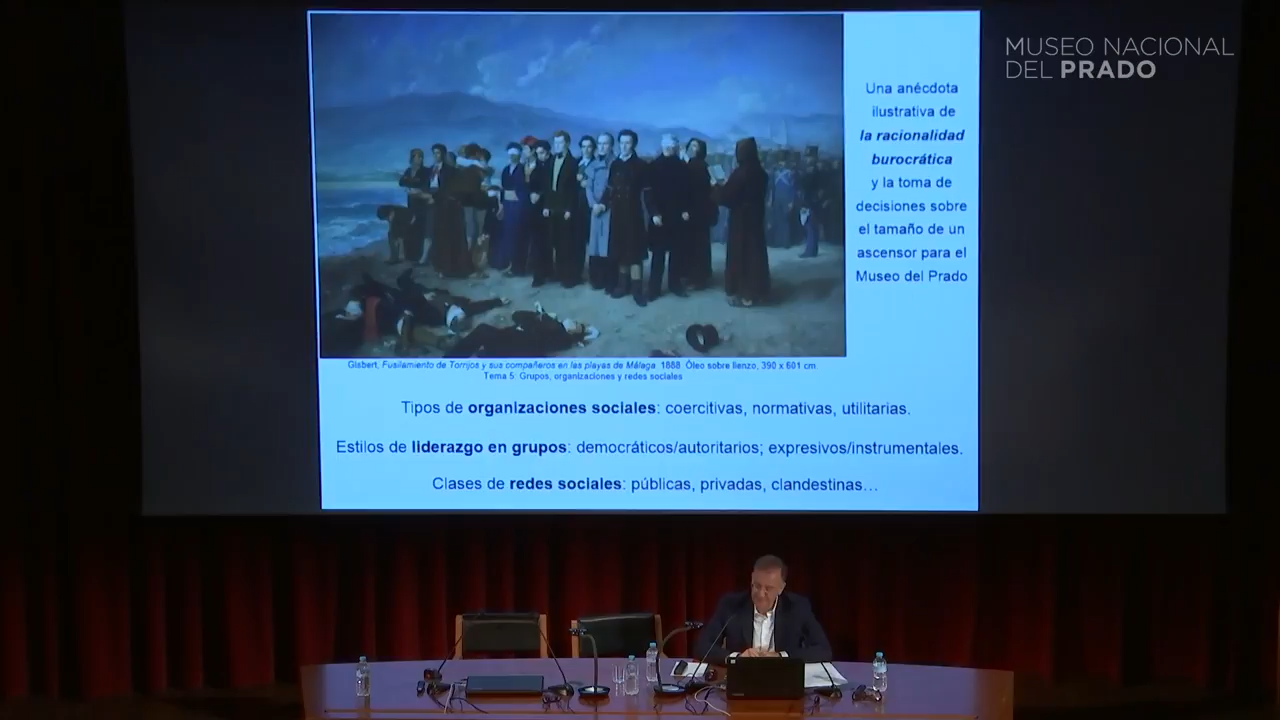 MUSEO NACIONAL
DEL PRADO
Una anécdota
ilustrativa de
la racionalidad
burocrática
y la toma de
decisiones sobre
el tamaño de un
ascensor para el
Museo del Prado
Gisbert, Fusilamiento de Torrijos y sus compañeros en las playas de Málaga 1888 Óleo sobre lienzo, 390 x 601 cm.
Tema 5: Grupos, organizaciones y redes sociales
Tipos de organizaciones sociales: coercitivas, normativas, utilitarias.
Estilos de liderazgo en grupos: democráticos/autoritarios; expresivos/instrumentales.
Clases de redes sociales: públicas, privadas, clandestinas…